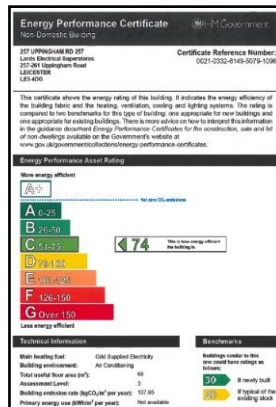 Energy Performance Certificate
Non-Domestic Building
HM Government
257 UPPINGHAM RD 257
Lords Electrical Superstores
257-261 Uppingham Road
LEICESTER
LE5 4DG
Certificate Reference Number:
0021-0332-6149-5079-1096
This certificate shows the energy rating of this building. It indicates the energy efficiency of
the building fabric and the heating, ventilation, cooling and lighting systems. The rating is
compared to two benchmarks for this type of building: one appropriate for new buildings and
one appropriate for existing buildings. There is more advice on how to interpret this information
in the guidance document Energy Performance Certificates for the construction, sale and let
of non-dwellings available on the Government's website at
www.gov.uk/government/collections/energy-performance-certificates.
Energy Performance Asset Rating
More energy efficient
A+
Net zero CO₂ emissions
A 0-25
B 26-50
C 51-75
74
This is how energy efficient
the building is.
D 76-100
E 101-125
F 126-150
G Over 150
Less energy efficient
Technical Information
Main heating fuel: Grid Supplied Electricity
Building environment: Air Conditioning
Total useful floor area (m²):
Assessment Level: 3
Building emission rate (kgCO₂/m² per year): 107.65
Primary energy use (kWh/m² per year): Not available
Benchmarks
Buildings similar to this
one could have ratings as
follows:
30 If newly built
If typical of the
existing stock